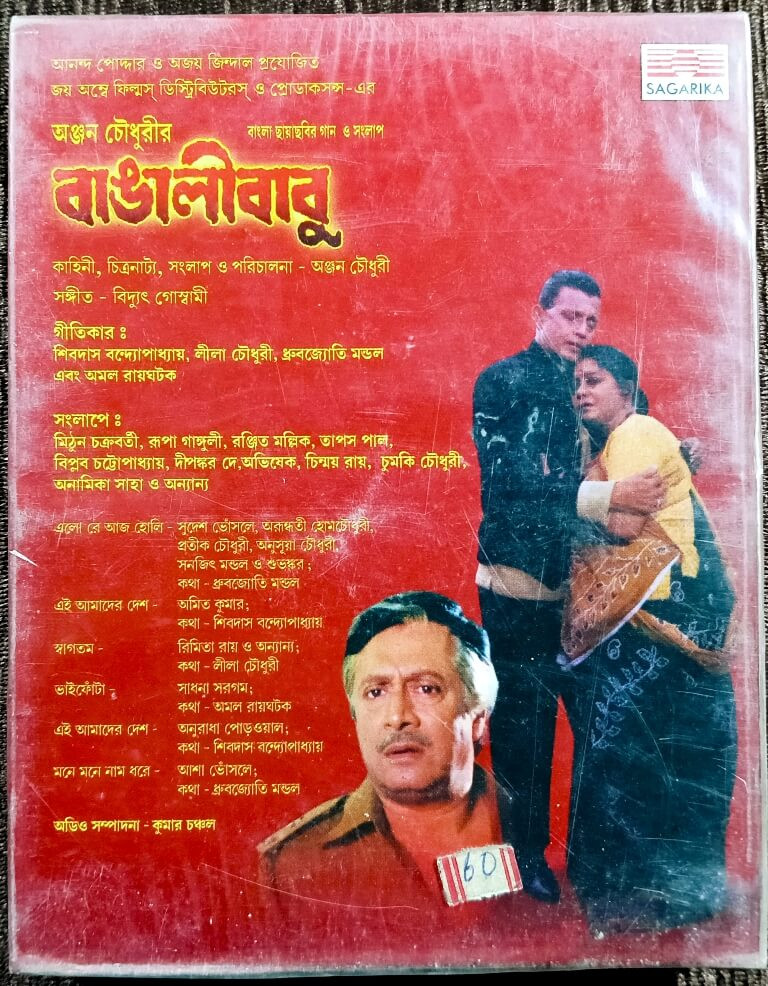 আনন্দ পোদ্দার ও অজয় জিন্দাল প্রযোজিত
জয় অম্বে ফিল্মস্ ডিস্ট্রিবিউটরস্ ও প্রোডাকসন্স-এর
SAGARIKA
অঞ্জন চৌধুরীর
বাংলা ছায়াছবির গান ও সংলাপ
বাঙালীবাবু
কাহিনী, চিত্রনাট্য, সংলাপ ও পরিচালনা - অঞ্জন চৌধুরী
সঙ্গীত - বিদ্যুৎ গোস্বামী
গীতিকার ঃ
শিবদাস বন্দ্যোপাধ্যায়, লীলা চৌধুরী, ধ্রুবজ্যোতি মন্ডল
এবং অমল রায়ঘটক
সংলাপে ঃ
মিঠুন চক্রবর্তী, রূপা গাঙ্গুলী, রঞ্জিত মল্লিক, তাপস পাল,
বিপ্লব চট্টোপাধ্যায়, দীপঙ্কর দে,অভিষেক, চিন্ময় রায়, চুমকি চৌধুরী,
অনামিকা সাহা ও অন্যান্য
এলো রে আজ হোলি - সুদেশ ভোঁসলে, অরুন্ধতী হোমচৌধুরী,
প্রতীক চৌধুরী, অনুসূয়া চৌধুরী,
সনজিৎ মন্ডল ও শুভঙ্কর ;
কথা - ধ্রুবজ্যোতি মন্ডল
এই আমাদের দেশ - অমিত কুমার;
কথা - শিবদাস বন্দ্যোপাধ্যায়
স্বাগতম - রিমিতা রায় ও অন্যান্য;
কথা - লীলা চৌধুরী
ভাইফোঁটা - সাধনা সরগম;
কথা - অমল রায়ঘটক
এই আমাদের দেশ - অনুরাধা পোড়ওয়াল;
কথা - শিবদাস বন্দ্যোপাধ্যায়
মনে মনে নাম ধরে - আশা ভোঁসলে;
কথা - ধ্রুবজ্যোতি মন্ডল
অডিও সম্পাদনা - কুমার চঞ্চল
60